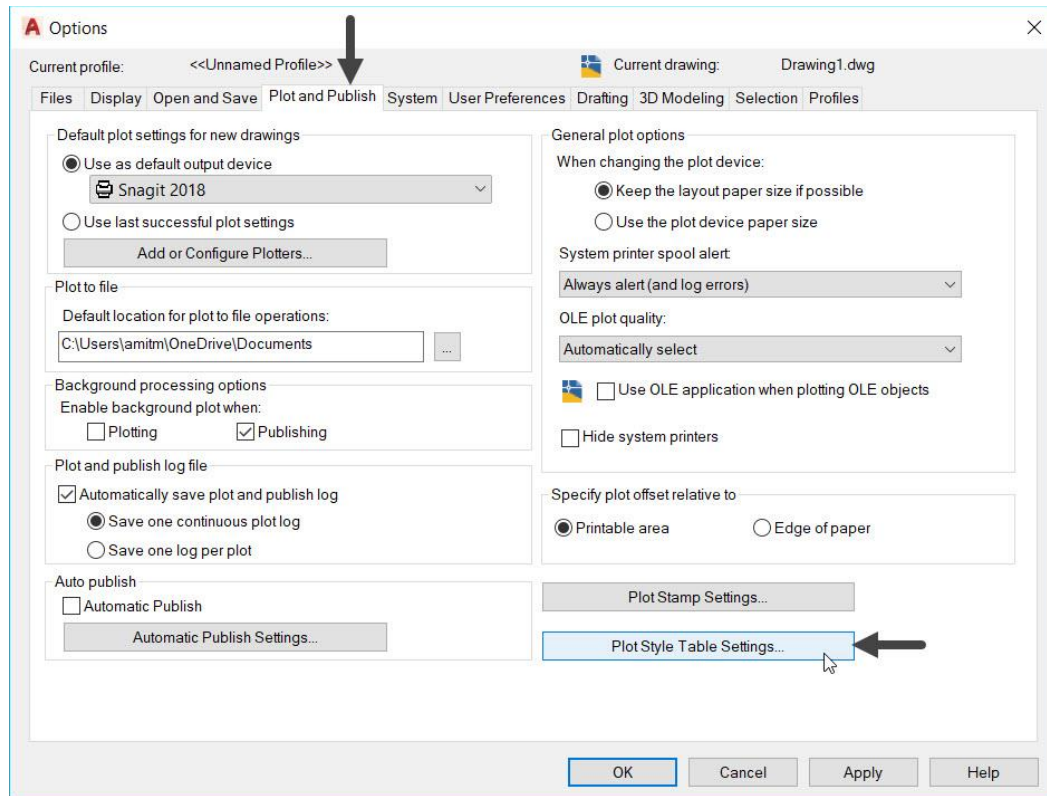 A Options
Current profile: <<Unnamed Profile>> Current drawing: Drawing1.dwg
Files Display Open and Save Plot and Publish System User Preferences Drafting 3D Modeling Selection Profiles
Default plot settings for new drawings
Use as default output device
Snagit 2018
Use last successful plot settings
Add or Configure Plotters...
Plot to file
Default location for plot to file operations:
C:\Users\amitm\OneDrive\Documents
...
Background processing options
Enable background plot when:
Plotting Publishing
Plot and publish log file
Automatically save plot and publish log
Save one continuous plot log
Save one log per plot
Auto publish
Automatic Publish
Automatic Publish Settings...
General plot options
When changing the plot device:
Keep the layout paper size if possible
Use the plot device paper size
System printer spool alert:
Always alert (and log errors)
OLE plot quality:
Automatically select
Use OLE application when plotting OLE objects
Hide system printers
Specify plot offset relative to
Printable area Edge of paper
Plot Stamp Settings...
Plot Style Table Settings...
OK Cancel Apply Help